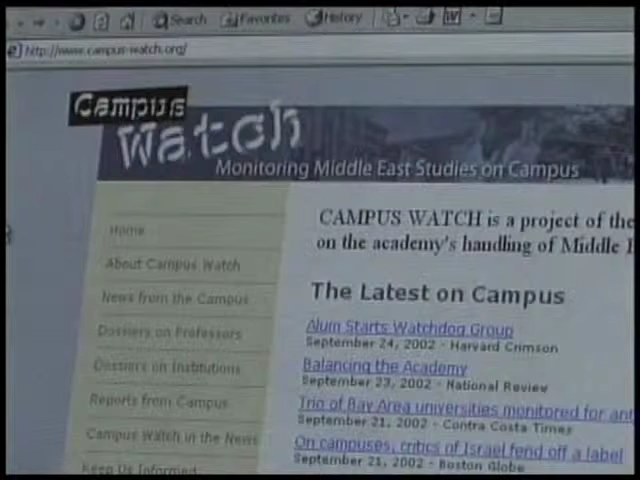 Search Favorites History
http://www.campus-watch.org/
Campus
Watch
Monitoring Middle East Studies on Campus
CAMPUS WATCH is a project of the
on the academy's handling of Middle
Home
About Campus Watch
News from the Campus
Dossiers on Professors
Dossiers on Institutions
Reports from Campus
Campus Watch in the News
Keep Us Informed
The Latest on Campus
Alum Starts Watchdog Group
September 24, 2002 - Harvard Crimson
Balancing the Academy
September 23, 2002 - National Review
Trio of Bay Area universities monitored for ant
September 21, 2002 - Contra Costa Times
On campuses, critics of Israel fend off a label
September 21, 2002 - Boston Globe